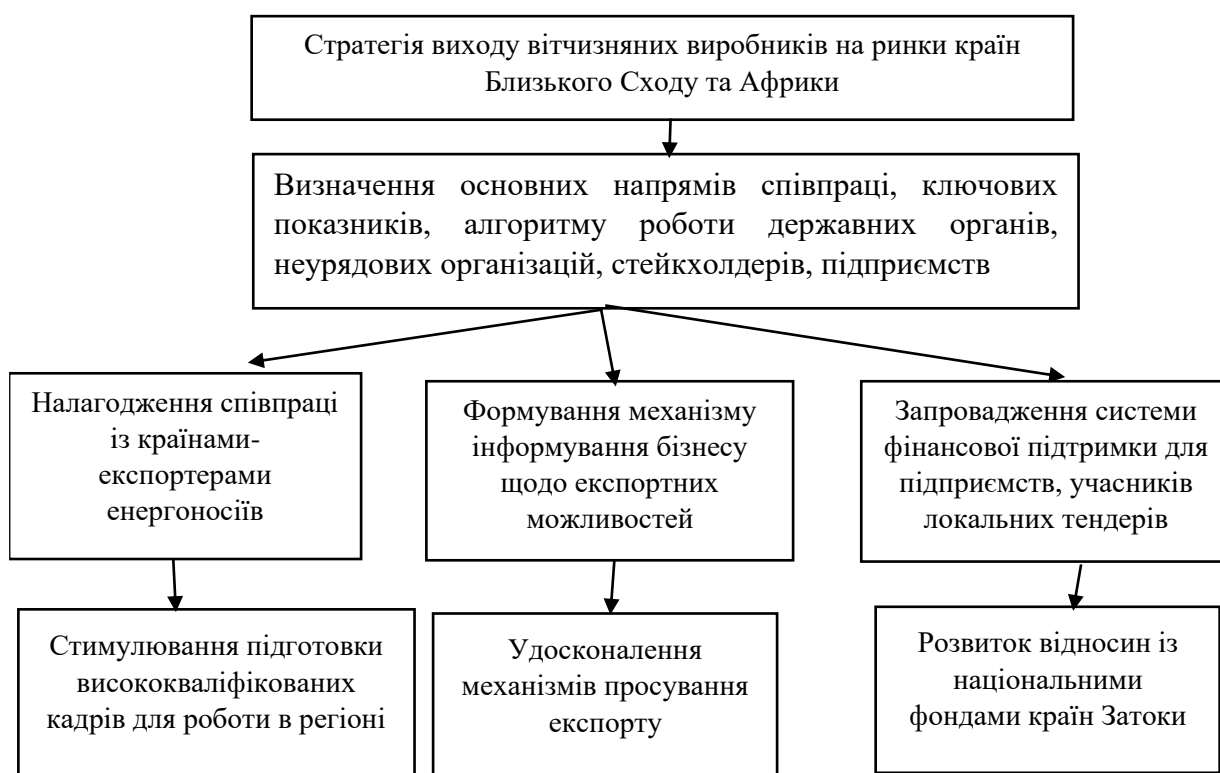 Стратегія виходу вітчизняних виробників на ринки країн
Близького Сходу та Африки
Визначення основних напрямів співпраці, ключових
показників, алгоритму роботи державних органів,
неурядових організацій, стейкхолдерів, підприємств
Налагодження співпраці
із країнами-
експортерами
енергоносіїв
Формування механізму
інформування бізнесу
щодо експортних
можливостей
Запровадження системи
фінансової підтримки для
підприємств, учасників
локальних тендерів
Стимулювання підготовки
висококваліфікованих
кадрів для роботи в регіоні
Удосконалення
механізмів просування
експорту
Розвиток відносин із
національними
фондами країн Затоки